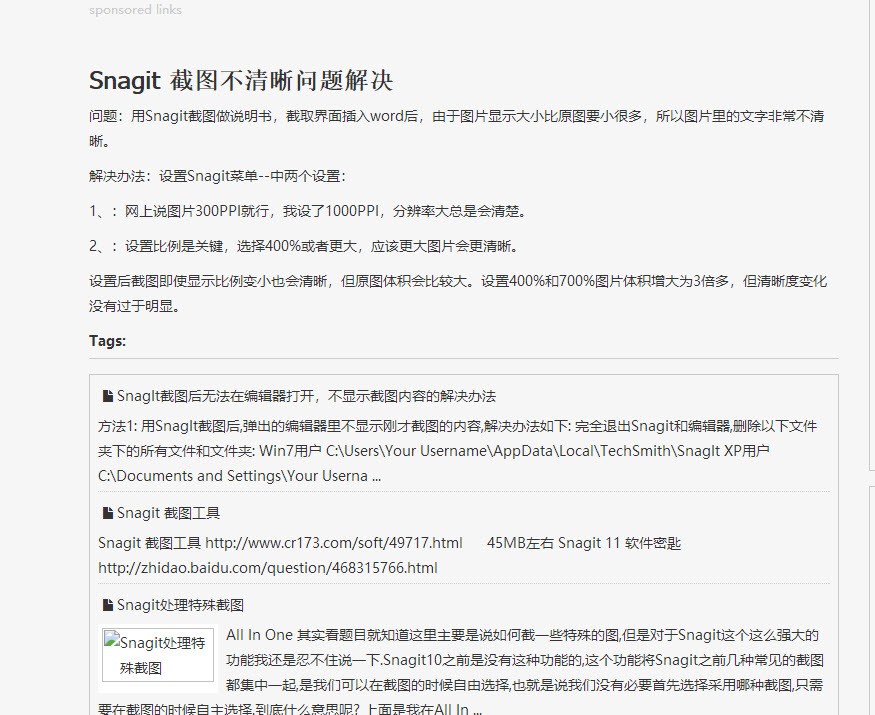 sponsored links
Snagit 截图不清晰问题解决
问题：用Snagit截图做说明书，截取界面插入word后，由于图片显示大小比原图要小很多，所以图片里的文字非常不清
晰。
解决办法：设置Snagit菜单--中两个设置：
1、：网上说图片300PPI就行，我设了1000PPI，分辨率大总是会清楚。
2、：设置比例是关键，选择400%或者更大，应该更大图片会更清晰。
设置后截图即使显示比例变小也会清晰，但原图体积会比较大。设置400%和700%图片体积增大为3倍多，但清晰度变化
没有过于明显。
Tags:
SnagIt截图后无法在编辑器打开，不显示截图内容的解决办法
方法1: 用SnagIt截图后,弹出的编辑器里不显示刚才截图的内容,解决办法如下: 完全退出Snagit和编辑器,删除以下文件
夹下的所有文件和文件夹: Win7用户 C:\Users\Your Username\AppData\Local\TechSmith\SnagIt XP用户
C:\Documents and Settings\Your Userna ...
Snagit 截图工具
Snagit 截图工具 http://www.cr173.com/soft/49717.html 45MB左右 Snagit 11 软件密匙
http://zhidao.baidu.com/question/468315766.html
Snagit处理特殊截图
Snagit处理特
殊截图
All In One 其实看题目就知道这里主要是说如何截一些特殊的图,但是对于Snagit这个这么强大的
功能我还是忍不住说一下.Snagit10之前是没有这种功能的,这个功能将Snagit之前几种常见的截图
都集中一起,是我们可以在截图的时候自由选择,也就是说我们没有必要首先选择采用哪种截图,只需
要在截图的时候自主选择.到底什么意思呢? 上面是我在All In ...